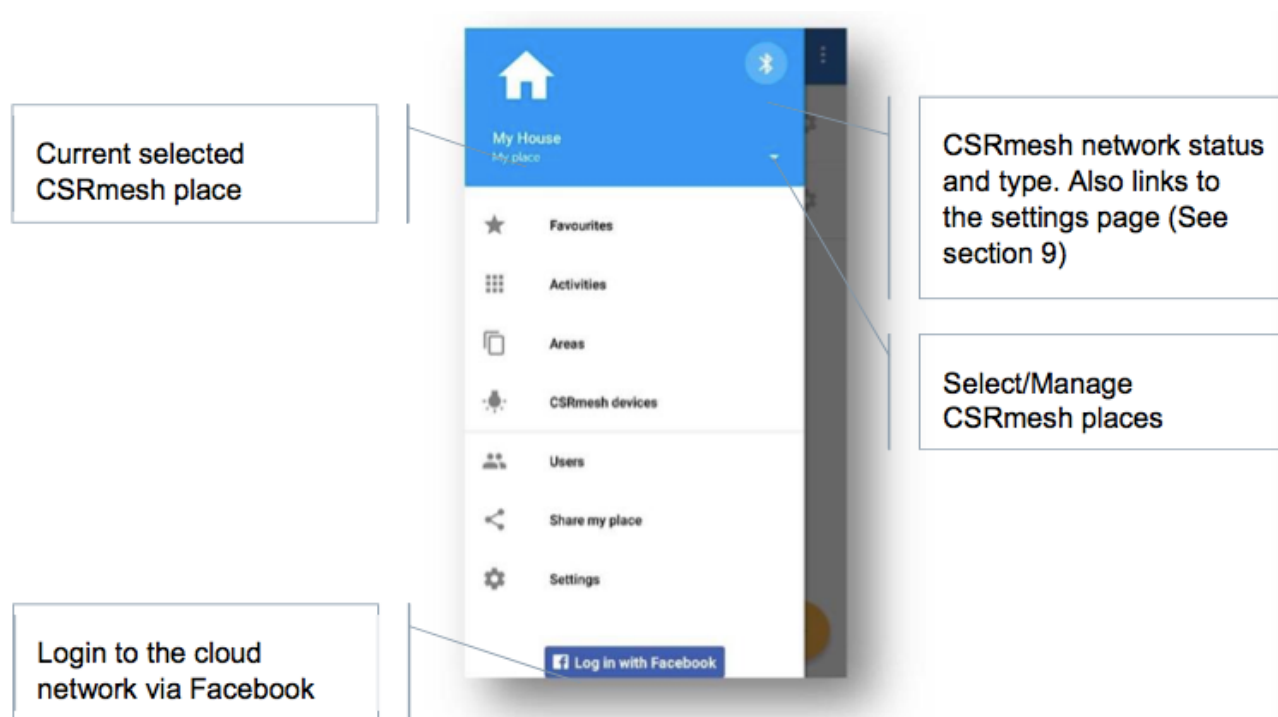 Current selected
CSRmesh place
My House
My place
CSRmesh network status
and type. Also links to
the settings page (See
section 9)
Favourites
Activities
Areas
CSRmesh devices
Select/Manage
CSRmesh places
Users
Share my place
Settings
Login to the cloud
network via Facebook
Log in with Facebook